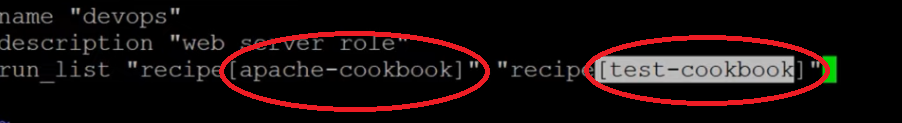 name "devops"
description "web server role"
run_list "recipe[apache-cookbook]" "recipe[test-cookbook]"